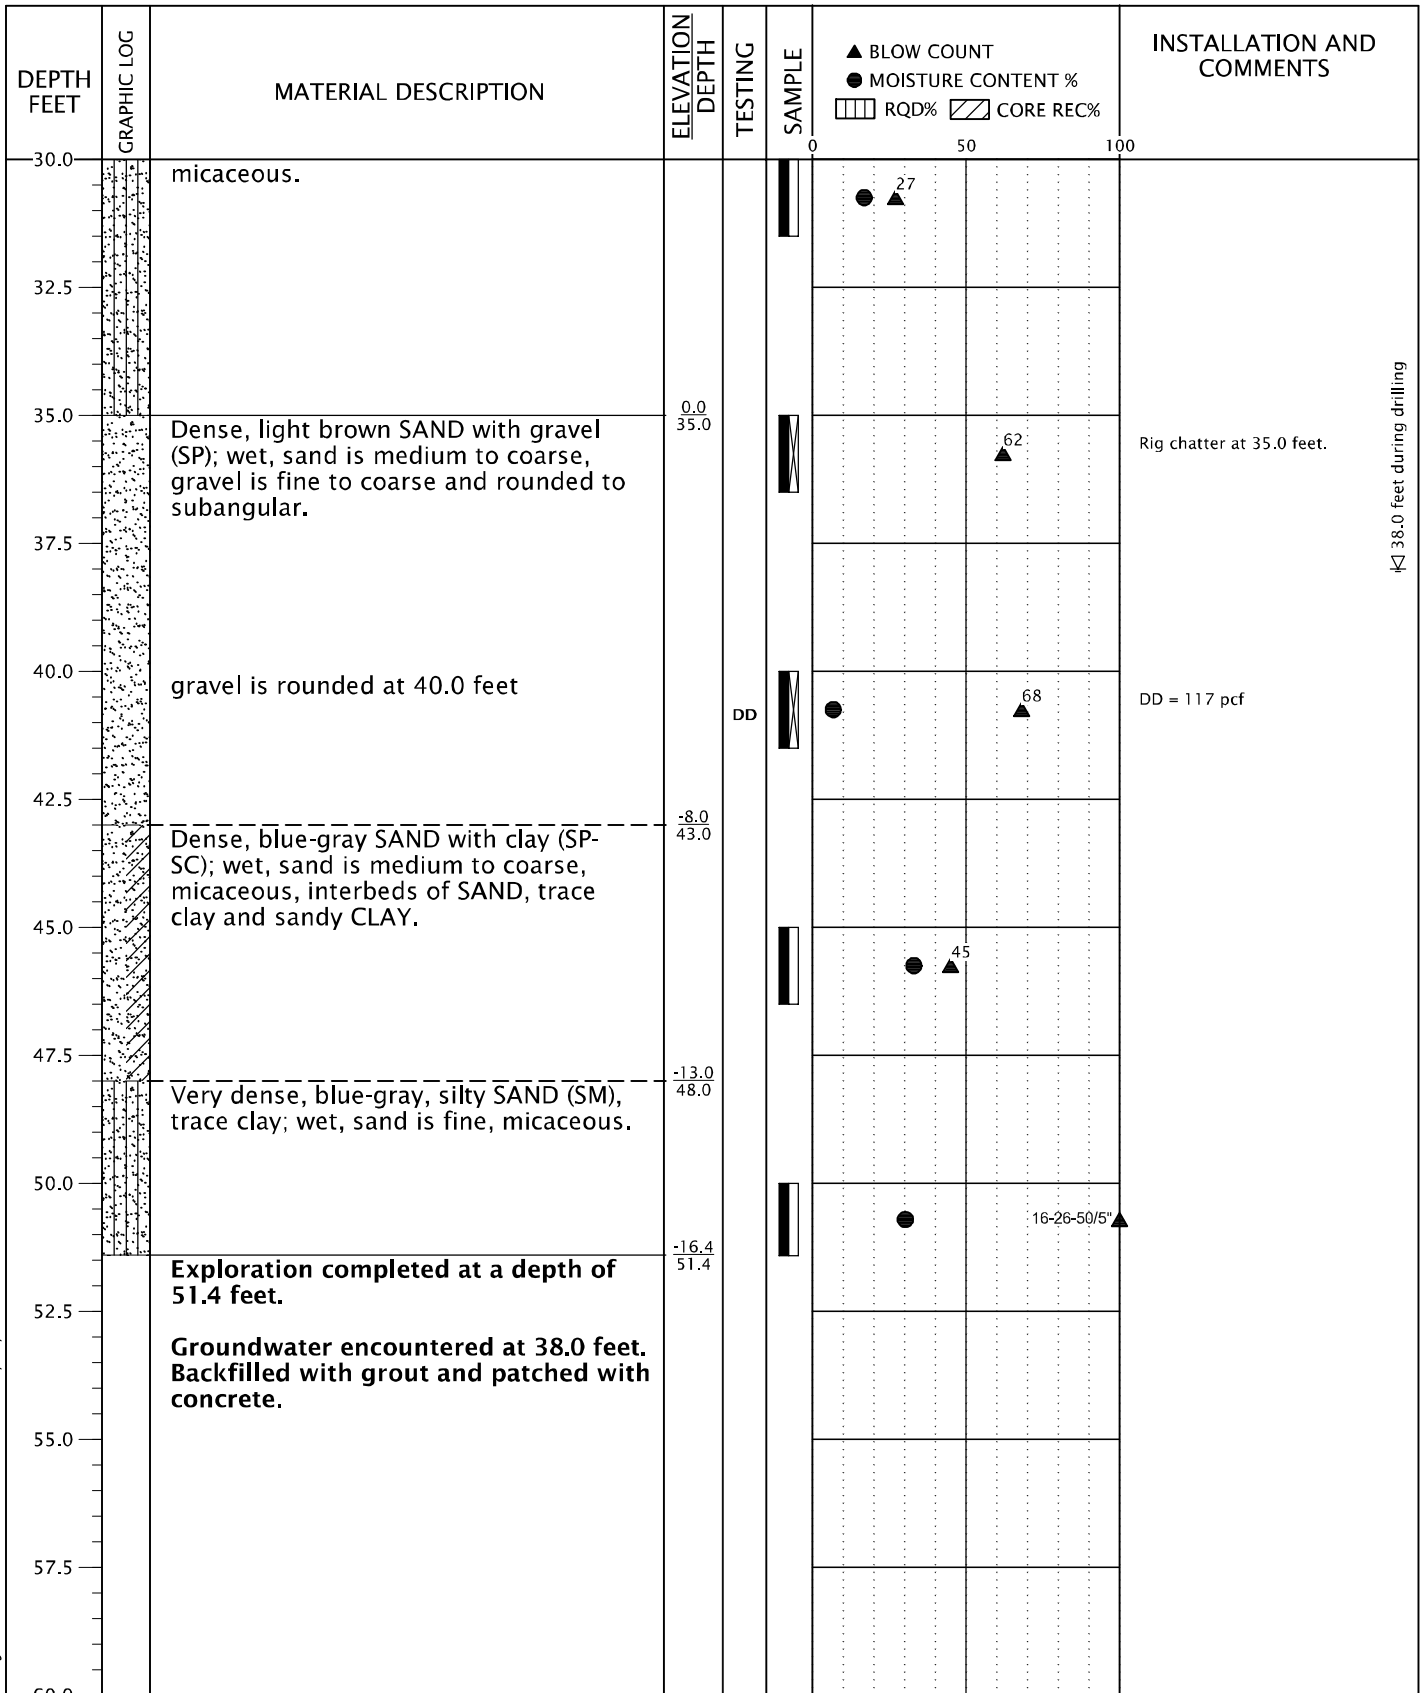 DEPTH
FEET
GRAPHIC LOG
MATERIAL DESCRIPTION
ELEVATION
DEPTH
TESTING
SAMPLE
▲ BLOW COUNT
● MOISTURE CONTENT %
RQD% CORE REC%
0 50 100
INSTALLATION AND
COMMENTS
30.0
micaceous.
27
32.5
35.0
0.0
35.0
Dense, light brown SAND with gravel
(SP); wet, sand is medium to coarse,
gravel is fine to coarse and rounded to
subangular.
62
Rig chatter at 35.0 feet.
38.0 feet during drilling
37.5
40.0
gravel is rounded at 40.0 feet
DD
68
DD = 117 pcf
42.5
-8.0
43.0
Dense, blue-gray SAND with clay (SP-
SC); wet, sand is medium to coarse,
micaceous, interbeds of SAND, trace
clay and sandy CLAY.
45.0
45
47.5
-13.0
48.0
Very dense, blue-gray, silty SAND (SM),
trace clay; wet, sand is fine, micaceous.
50.0
16-26-50/5"
-16.4
51.4
Exploration completed at a depth of
51.4 feet.
52.5
Groundwater encountered at 38.0 feet.
Backfilled with grout and patched with
concrete.
55.0
57.5